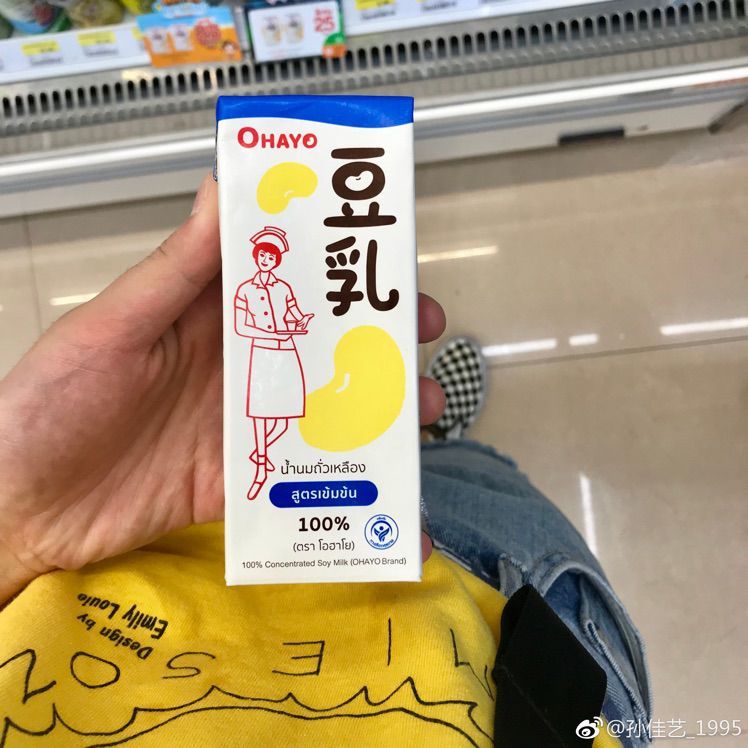 OHAYO
豆乳
น้ำนมถั่วเหลือง
สูตรเข้มข้น
100%
(ตรา โอฮาโย)
100% Concentrated Soy Milk (OHAYO Brand)
Design by
Emily Louie
@孙佳艺_1995